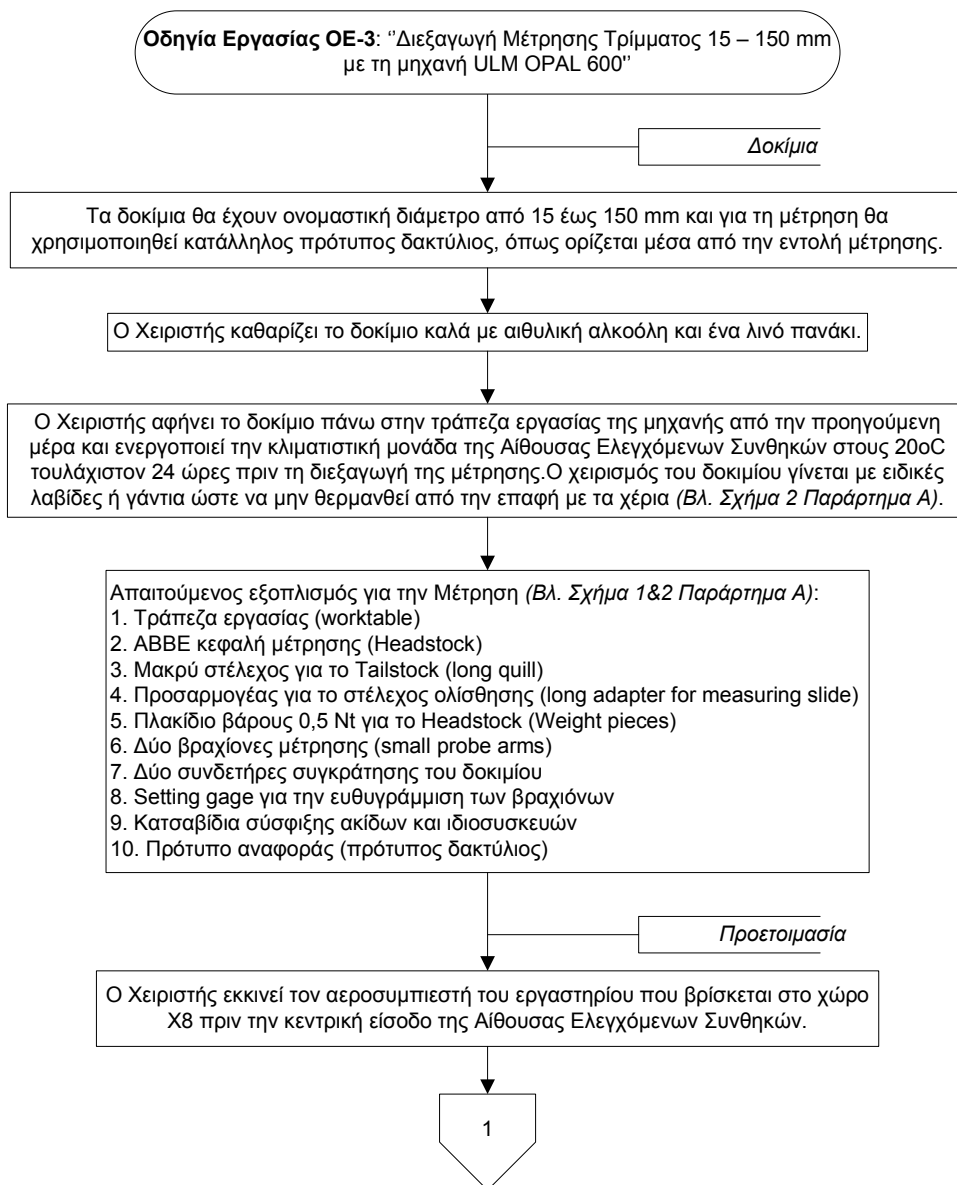 Οδηγία Εργασίας ΟΕ-3: ‘’Διεξαγωγή Μέτρησης Τρίμματος 15 – 150 mm
με τη μηχανή ULM OPAL 600''
Δοκίμια
Τα δοκίμια θα έχουν ονομαστική διάμετρο από 15 έως 150 mm και για τη μέτρηση θα
χρησιμοποιηθεί κατάλληλος πρότυπος δακτύλιος, όπως ορίζεται μέσα από την εντολή μέτρησης.
Ο Χειριστής καθαρίζει το δοκίμιο καλά με αιθυλική αλκοόλη και ένα λινό πανάκι.
Ο Χειριστής αφήνει το δοκίμιο πάνω στην τράπεζα εργασίας της μηχανής από την προηγούμενη
μέρα και ενεργοποιεί την κλιματιστική μονάδα της Αίθουσας Ελεγχόμενων Συνθηκών στους 20οC
τουλάχιστον 24 ώρες πριν τη διεξαγωγή της μέτρησης.Ο χειρισμός του δοκιμίου γίνεται με ειδικές
λαβίδες ή γάντια ώστε να μην θερμανθεί από την επαφή με τα χέρια (Βλ. Σχήμα 2 Παράρτημα Α).
Απαιτούμενος εξοπλισμός για την Μέτρηση (Βλ. Σχήμα 1&2 Παράρτημα Α):
1. Τράπεζα εργασίας (worktable)
2. ABBE κεφαλή μέτρησης (Headstock)
3. Μακρύ στέλεχος για το Tailstock (long quill)
4. Προσαρμογέας για το στέλεχος ολίσθησης (long adapter for measuring slide)
5. Πλακίδιο βάρους 0,5 Nt για το Headstock (Weight pieces)
6. Δύο βραχίονες μέτρησης (small probe arms)
7. Δύο συνδετήρες συγκράτησης του δοκιμίου
8. Setting gage για την ευθυγράμμιση των βραχιόνων
9. Κατσαβίδια σύσφιξης ακίδων και ιδιοσυσκευών
10. Πρότυπο αναφοράς (πρότυπος δακτύλιος)
Προετοιμασία
Ο Χειριστής εκκινεί τον αεροσυμπιεστή του εργαστηρίου που βρίσκεται στο χώρο
Χ8 πριν την κεντρική είσοδο της Αίθουσας Ελεγχόμενων Συνθηκών.
1